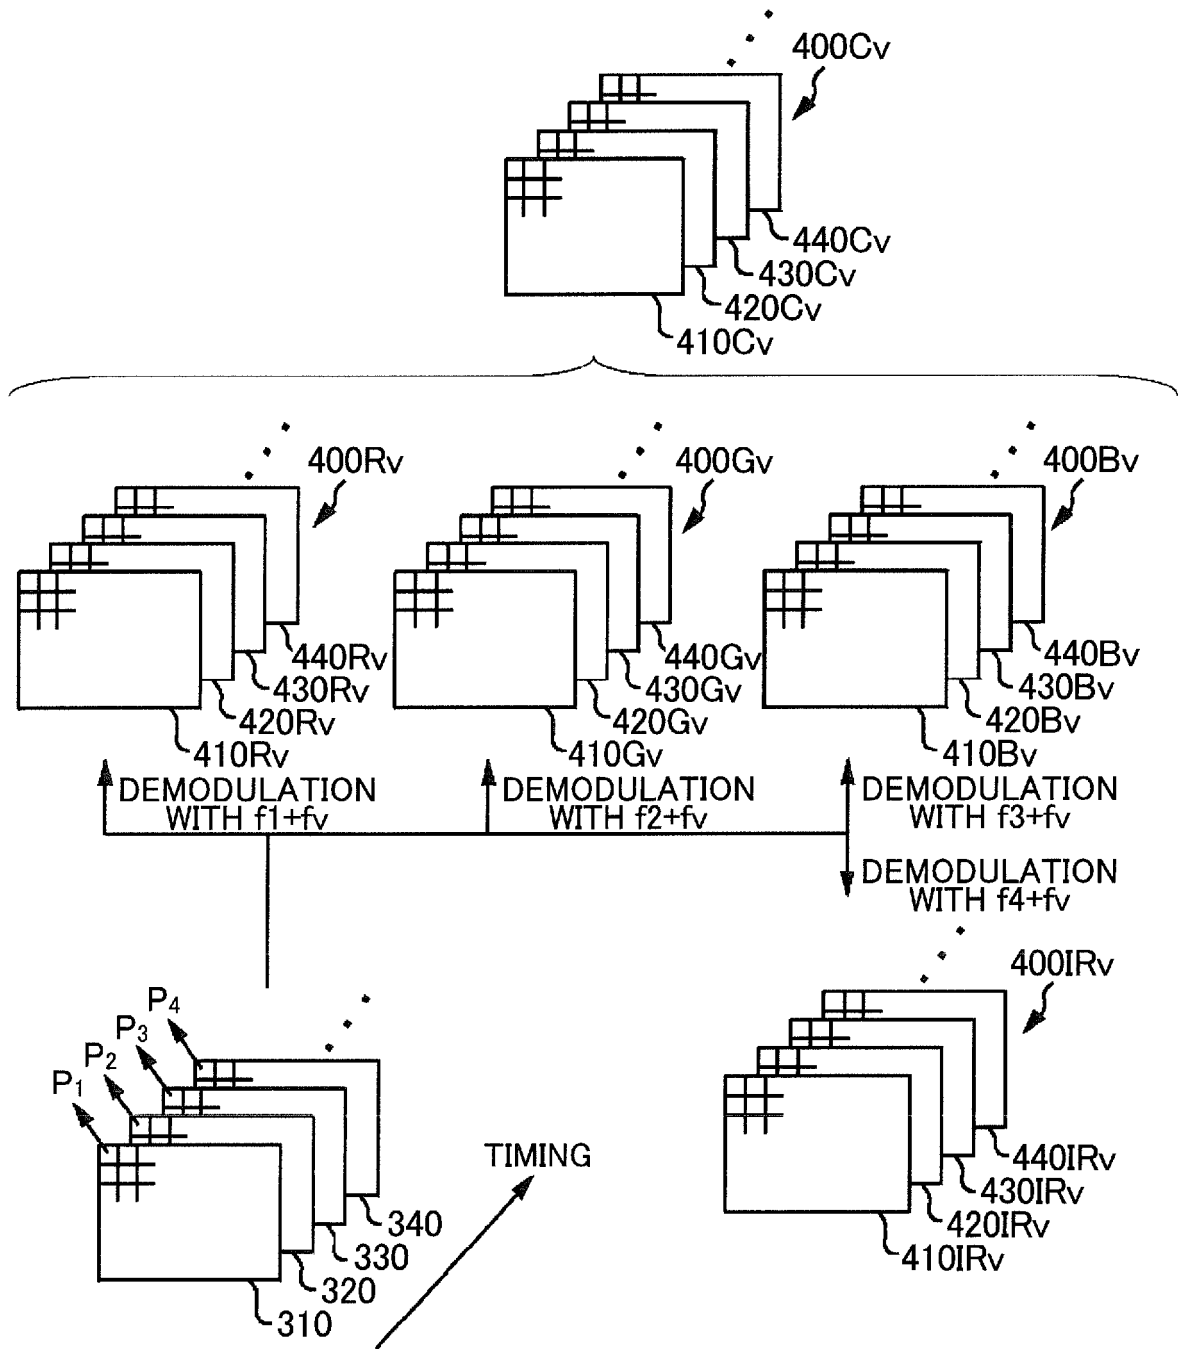 400Cv
440Cv
430Cv
420Cv
410Cv
400Rv
400Gv
400Bv
440Rv
430Rv
420Rv
410Rv
440Gv
430Gv
420Gv
410Gv
440Bv
430Bv
420Bv
410Bv
DEMODULATION
WITH f1+fv
DEMODULATION
WITH f2+fv
DEMODULATION
WITH f3+fv
DEMODULATION
WITH f4+fv
400IRv
P4
P3
P2
P1
TIMING
340
330
320
310
440IRv
430IRv
420IRv
410IRv